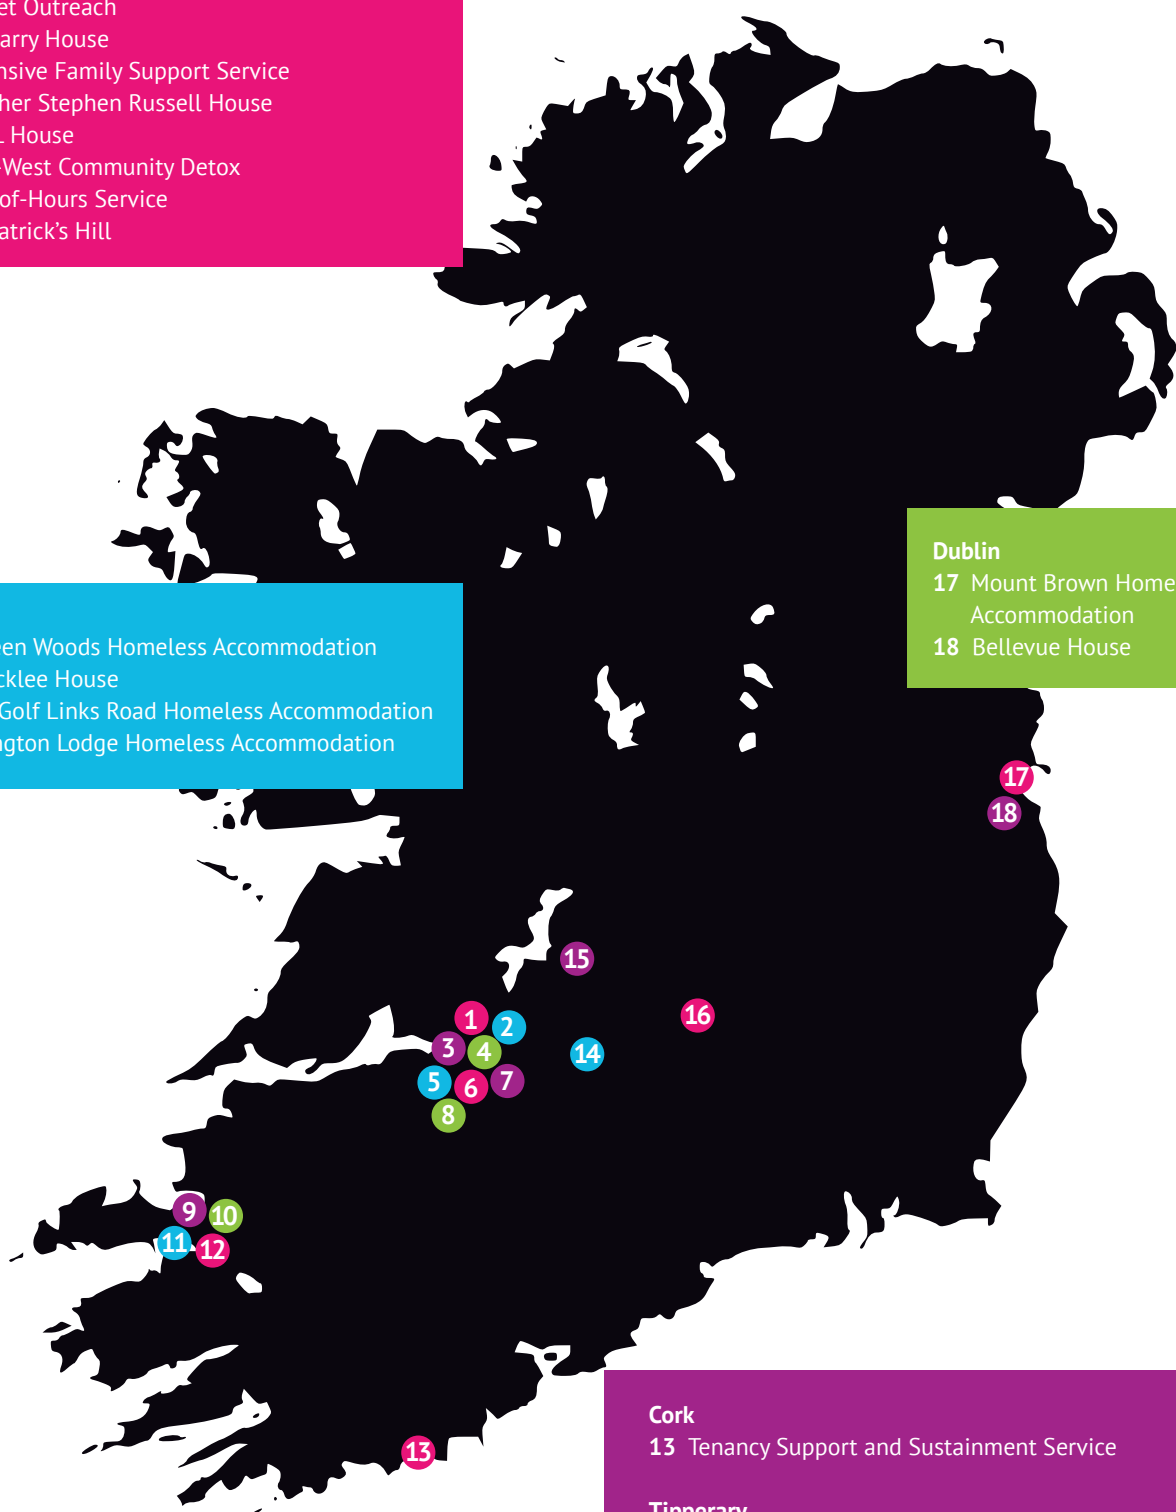 et Outreach
arry House
nsive Family Support Service
her Stephen Russell House
House
-West Community Detox
of-Hours Service
atrick's Hill
Dublin
17 Mount Brown Home
Accommodation
18 Bellevue House
een Woods Homeless Accommodation
cklee House
Golf Links Road Homeless Accommodation
ngton Lodge Homeless Accommodation
17
18
15
16
1
2
3
4
14
5
6
7
8
9
10
11
12
13
Cork
13 Tenancy Support and Sustainment Service
Tipperary